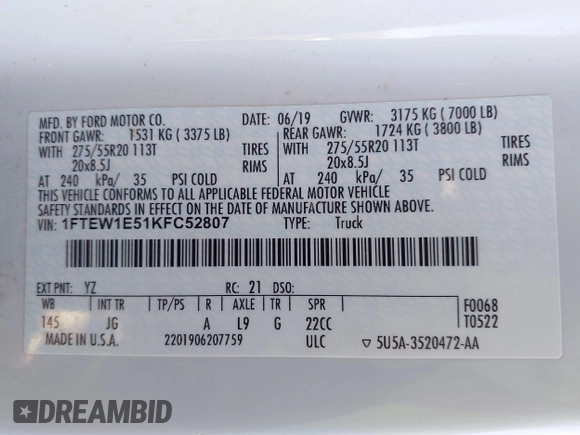 MFD. BY FORD MOTOR CO. DATE: 06/19 GVWR: 3175 KG ( 7000 LB)
FRONT GAWR: 1531 KG ( 3375 LB) REAR GAWR: 1724 KG ( 3800 LB)
WITH 275/55R20 113T TIRES WITH 275/55R20 113T TIRES
20x8.5J RIMS 20x8.5J RIMS
AT 240 kPa/ 35 PSI COLD AT 240 kPa/ 35 PSI COLD
THIS VEHICLE CONFORMS TO ALL APPLICABLE FEDERAL MOTOR VEHICLE
SAFETY STANDARDS IN EFFECT ON THE DATE OF MANUFACTURE SHOWN ABOVE.
VIN: 1FTEW1E51KFC52807 TYPE: Truck
EXT PNT: YZ RC: 21 DSO:
WB INT TR TP/PS R AXLE TR SPR F0068
145 JG A L9 G 22CC T0522
MADE IN U.S.A. 2201906207759 ULC ▽ 5U5A-3520472-AA
DREAMBID